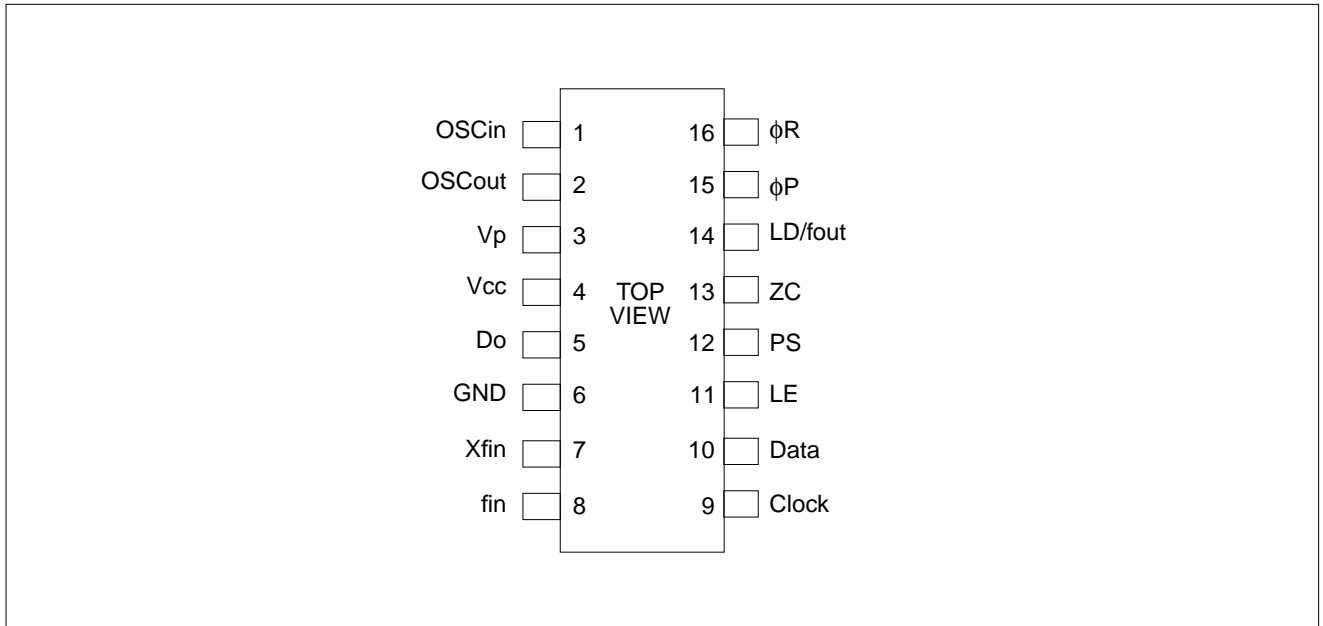 OSCin 1 16 ϕR
OSCout 2 15 ϕP
Vp 3 14 LD/fout
Vcc 4 TOP 13 ZC
VIEW
Do 5 12 PS
GND 6 11 LE
Xfin 7 10 Data
fin 8 9 Clock